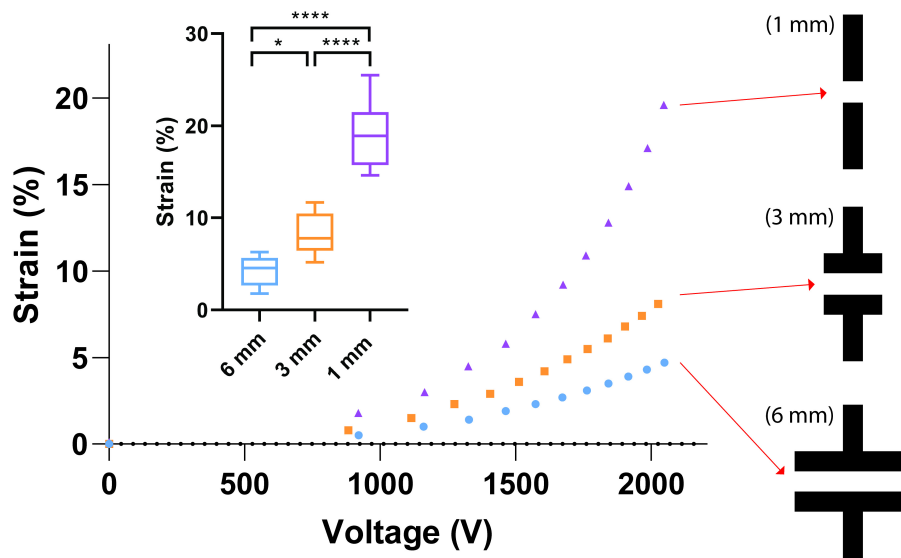 ****
* ****
30
20
10
0
Strain (%)
6 mm 3 mm 1 mm
20
15
10
5
0
Strain (%)
0 500 1000 1500 2000
Voltage (V)
(1 mm)
(3 mm)
(6 mm)